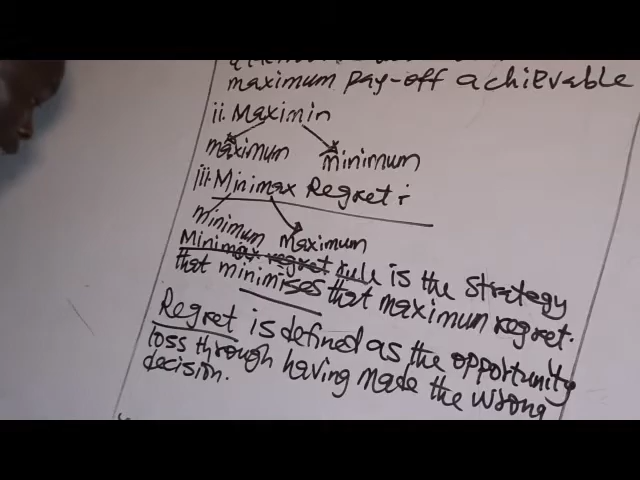 maximum pay-off achievable
ii. Maximin
maximum minimum
iii. Minimax Regret:
minimum Maximum
Minimax regret rule is the strategy
that minimises that maximum regret.
Regret is defined as the opportunity
loss through having made the wrong
decision.